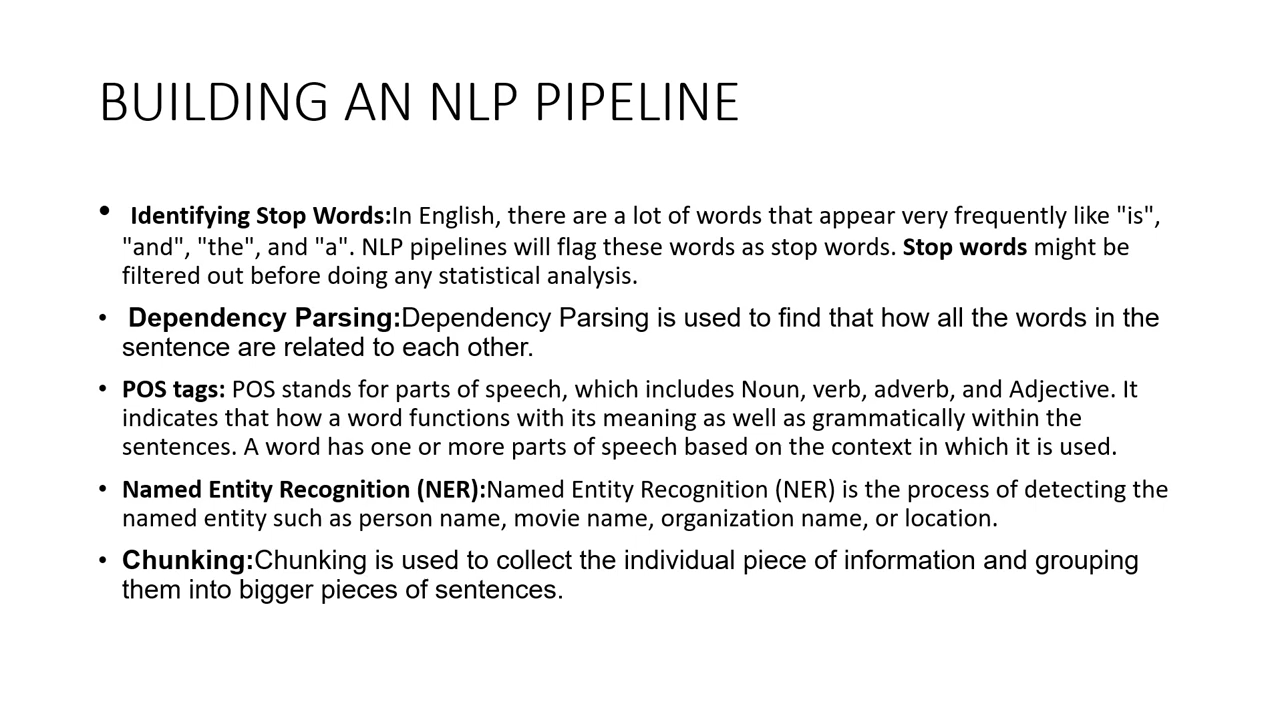 BUILDING AN NLP PIPELINE
• Identifying Stop Words:In English, there are a lot of words that appear very frequently like "is",
"and", "the", and "a". NLP pipelines will flag these words as stop words. Stop words might be
filtered out before doing any statistical analysis.
• Dependency Parsing:Dependency Parsing is used to find that how all the words in the
sentence are related to each other.
• POS tags: POS stands for parts of speech, which includes Noun, verb, adverb, and Adjective. It
indicates that how a word functions with its meaning as well as grammatically within the
sentences. A word has one or more parts of speech based on the context in which it is used.
• Named Entity Recognition (NER):Named Entity Recognition (NER) is the process of detecting the
named entity such as person name, movie name, organization name, or location.
• Chunking:Chunking is used to collect the individual piece of information and grouping
them into bigger pieces of sentences.